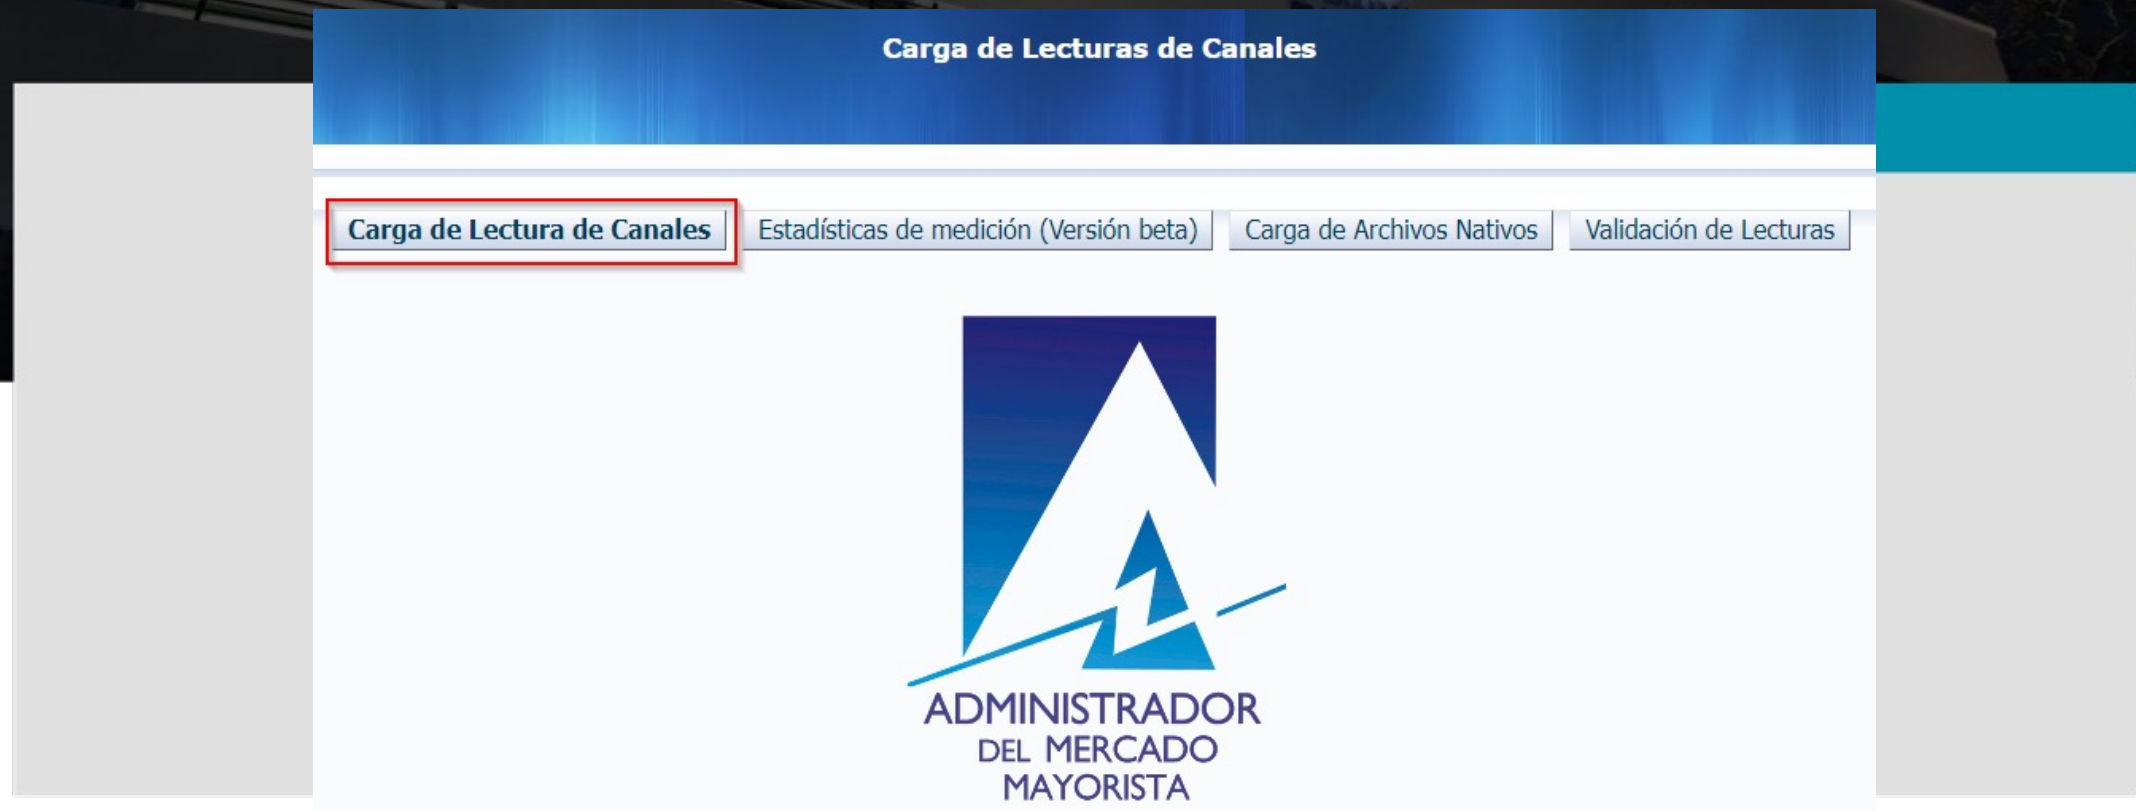 Carga de Lecturas de Canales
Carga de Lectura de Canales Estadísticas de medición (Versión beta) Carga de Archivos Nativos Validación de Lecturas
ADMINISTRADOR
DEL MERCADO
MAYORISTA